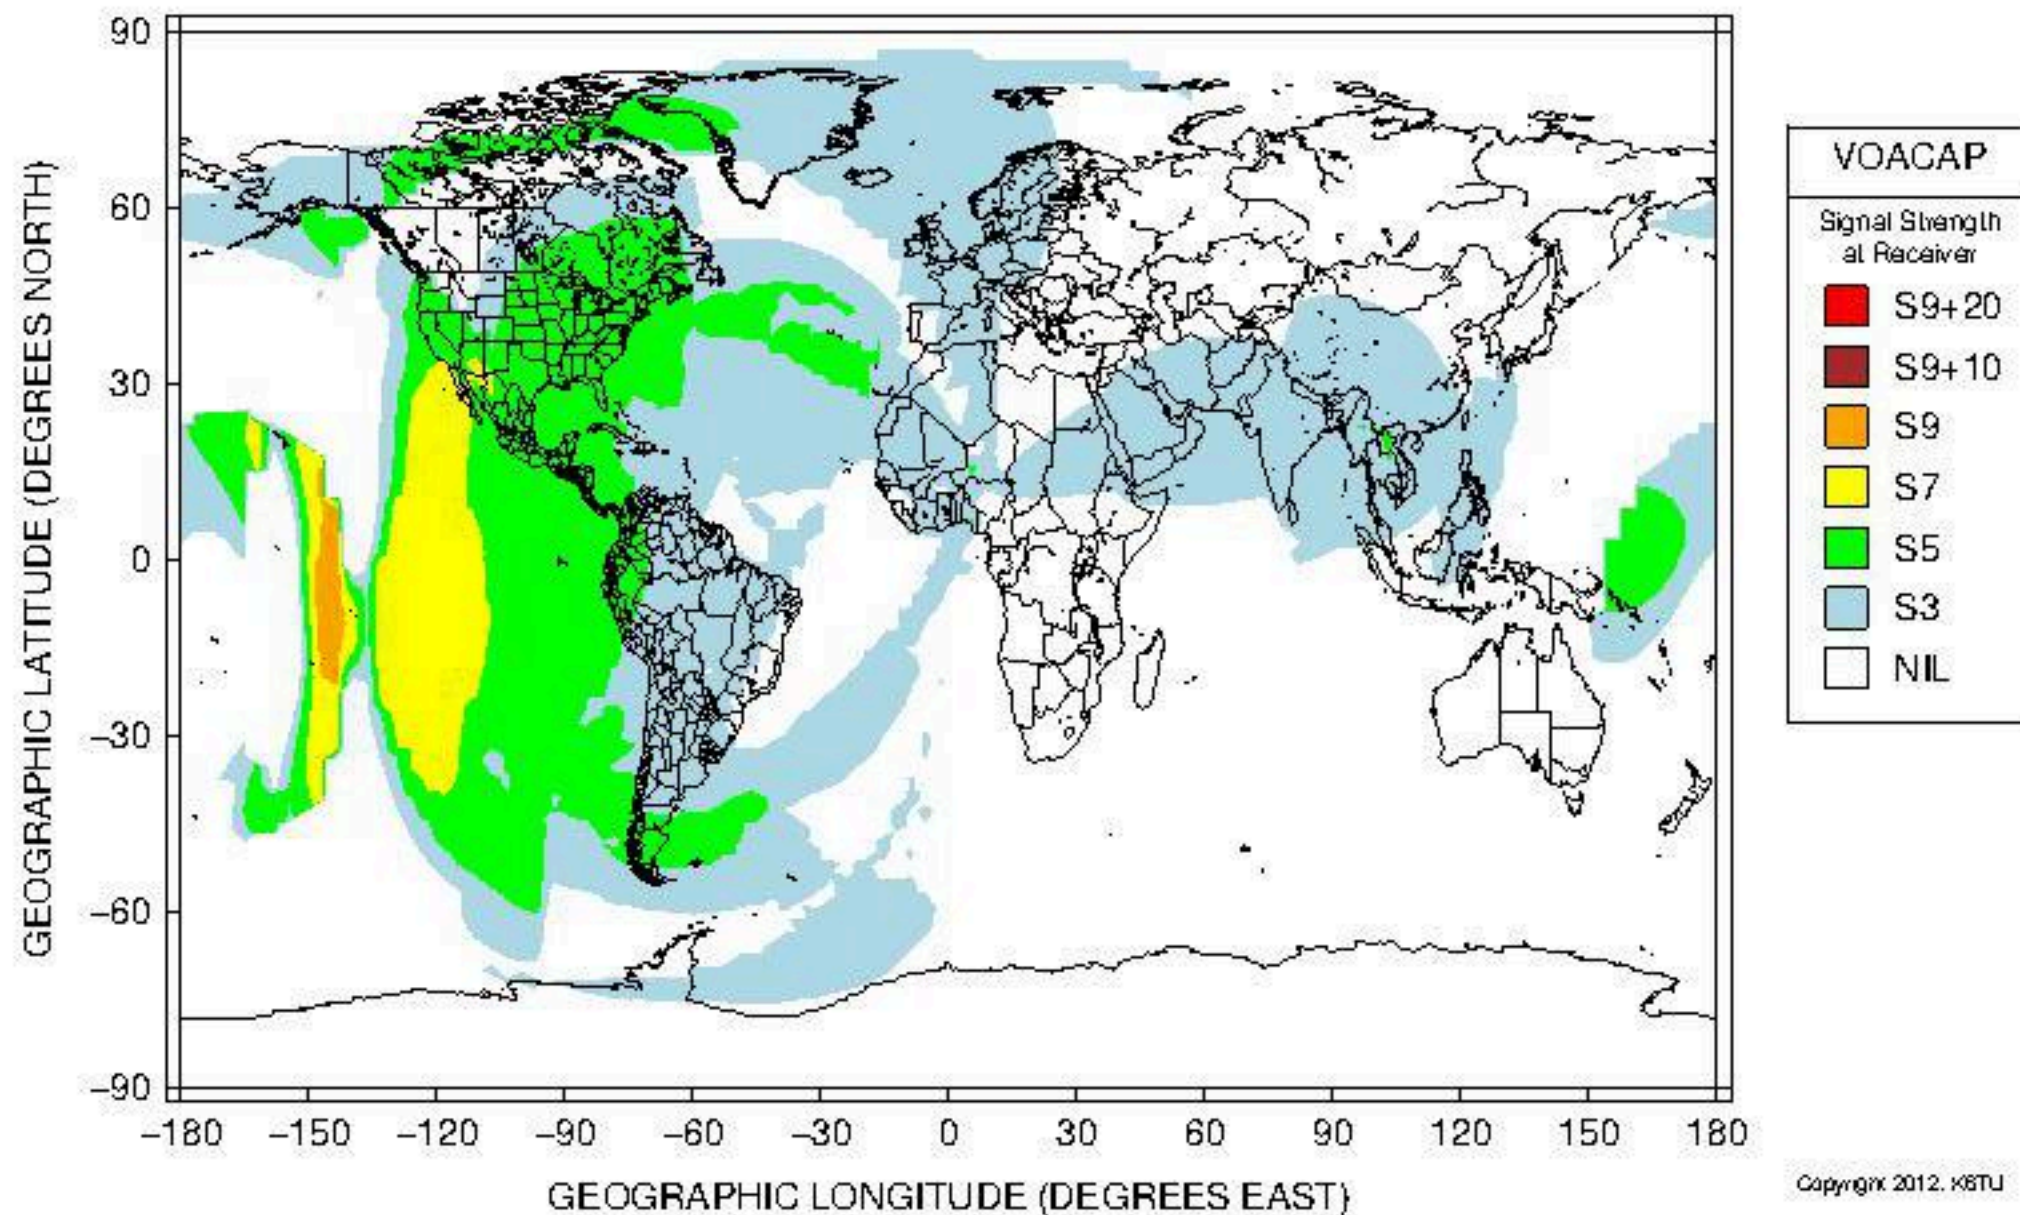 GEOGRAPHIC LATITUDE (DEGREES NORTH)
90
60
30
0
−30
−60
−90
−180 −150 −120 −90 −60 −30 0 30 60 90 120 150 180
GEOGRAPHIC LONGITUDE (DEGREES EAST)
VOACAP
Signal Strength
at Receiver
S9+20
S9+10
S9
S7
S5
S3
NIL
Copyright 2012, K6TU